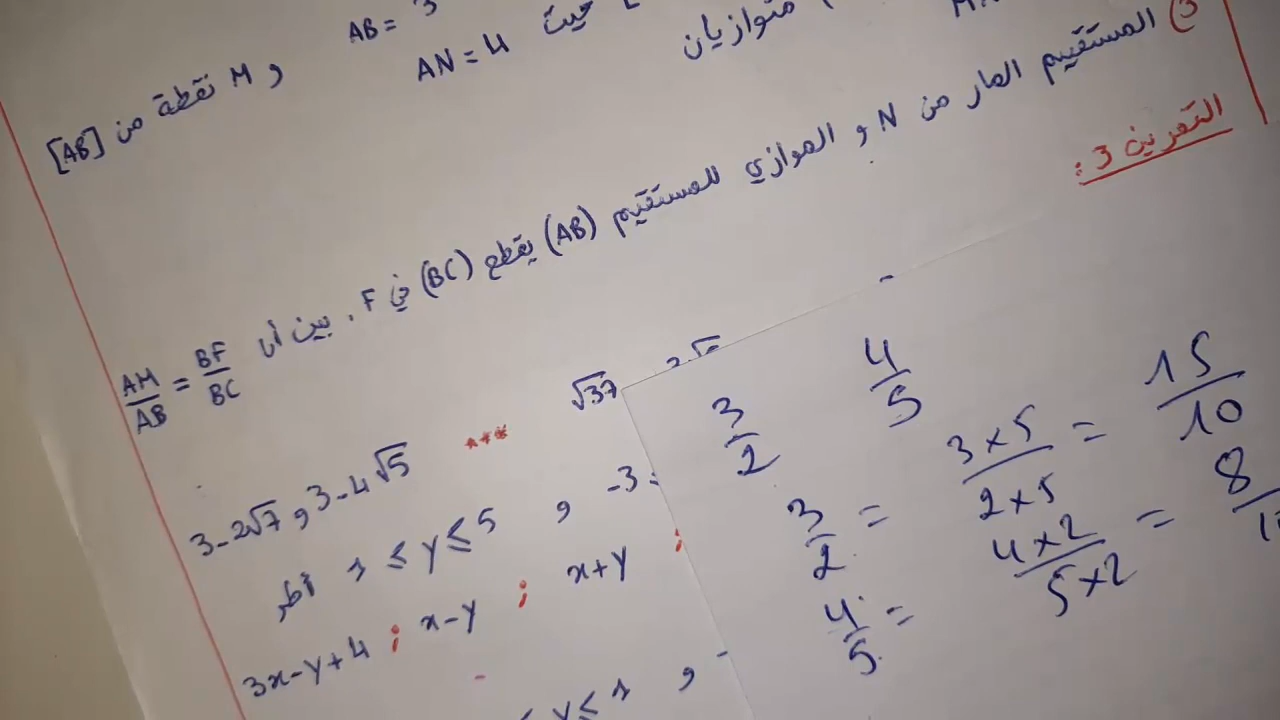 AB = 3
[AB] نقطة من M و AN = 4 حيث
متوازيان
3) المستقيم المار من N و الموازي للمستقيم (AB) يقطع (BC) في F . بين أن AM/AB = BF/BC
التمرين 3 :
√37 *** 3-2√7 و 3-4√5
-3 و 1 ≤ y ≤ 5 أطر
x+y ; x-y ; 3x-y+4
و y ≤ 1
3/2 4/5
3/2 = 3×5/2×5 = 15/10
4/5 = 4×2/5×2 = 8